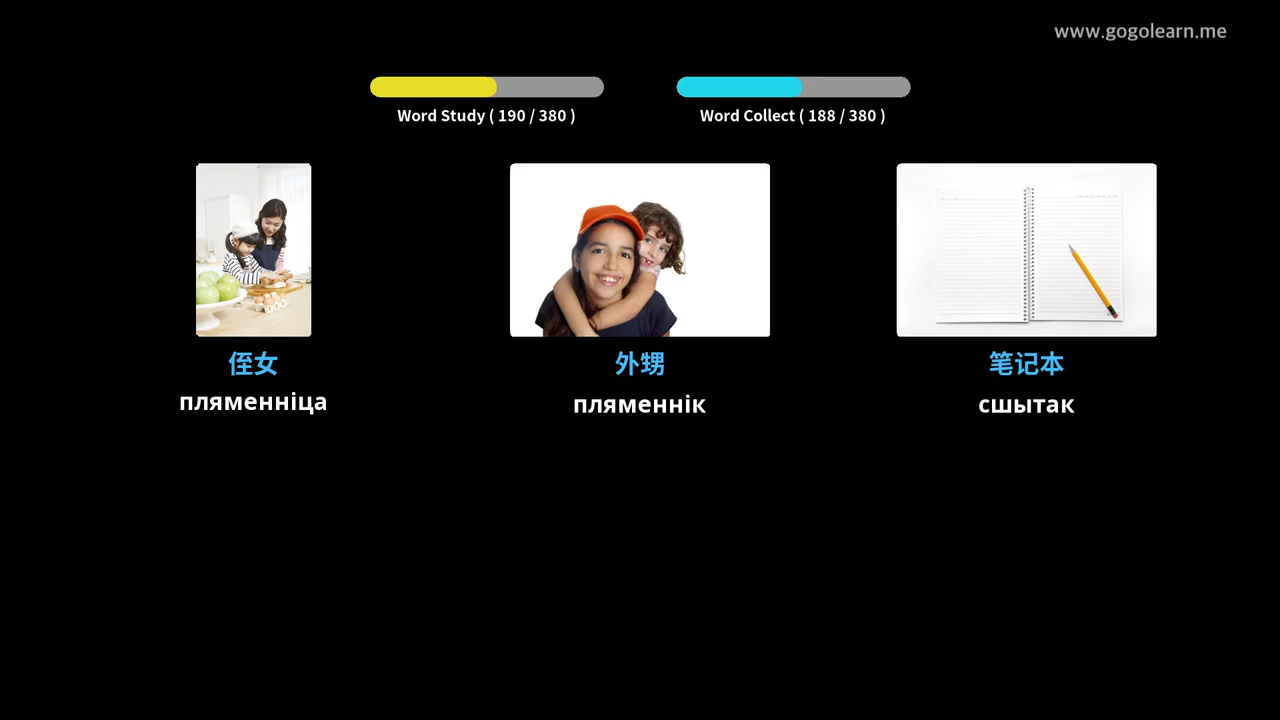 www.gogolearn.me
Word Study ( 190 / 380 )
Word Collect ( 188 / 380 )
侄女
外甥
笔记本
пляменніца
пляменнік
сшытак